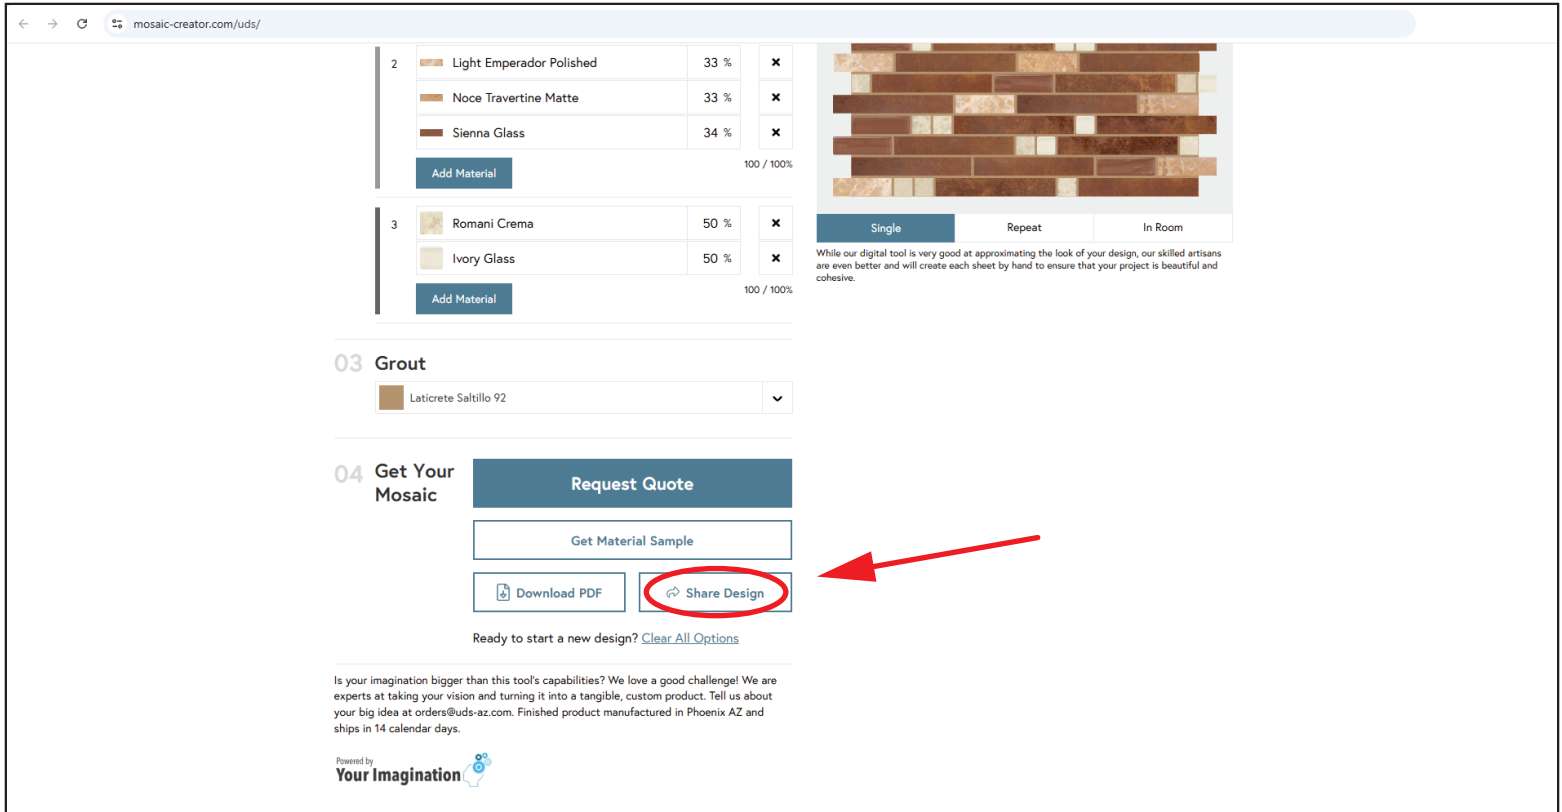 mosaic-creator.com/uds/
2 Light Emperador Polished 33 % ×
Noce Travertine Matte 33 % ×
Sienna Glass 34 % ×
Add Material 100 / 100%
3 Romani Crema 50 % ×
Ivory Glass 50 % ×
Add Material 100 / 100%
Single Repeat In Room
While our digital tool is very good at approximating the look of your design, our skilled artisans
are even better and will create each sheet by hand to ensure that your project is beautiful and
cohesive.
03 Grout
Laticrete Saltillo 92
04 Get Your
Mosaic
Request Quote
Get Material Sample
Download PDF Share Design
Ready to start a new design? Clear All Options
Is your imagination bigger than this tool's capabilities? We love a good challenge! We are
experts at taking your vision and turning it into a tangible, custom product. Tell us about
your big idea at orders@uds-az.com. Finished product manufactured in Phoenix AZ and
ships in 14 calendar days.
Powered by
Your Imagination